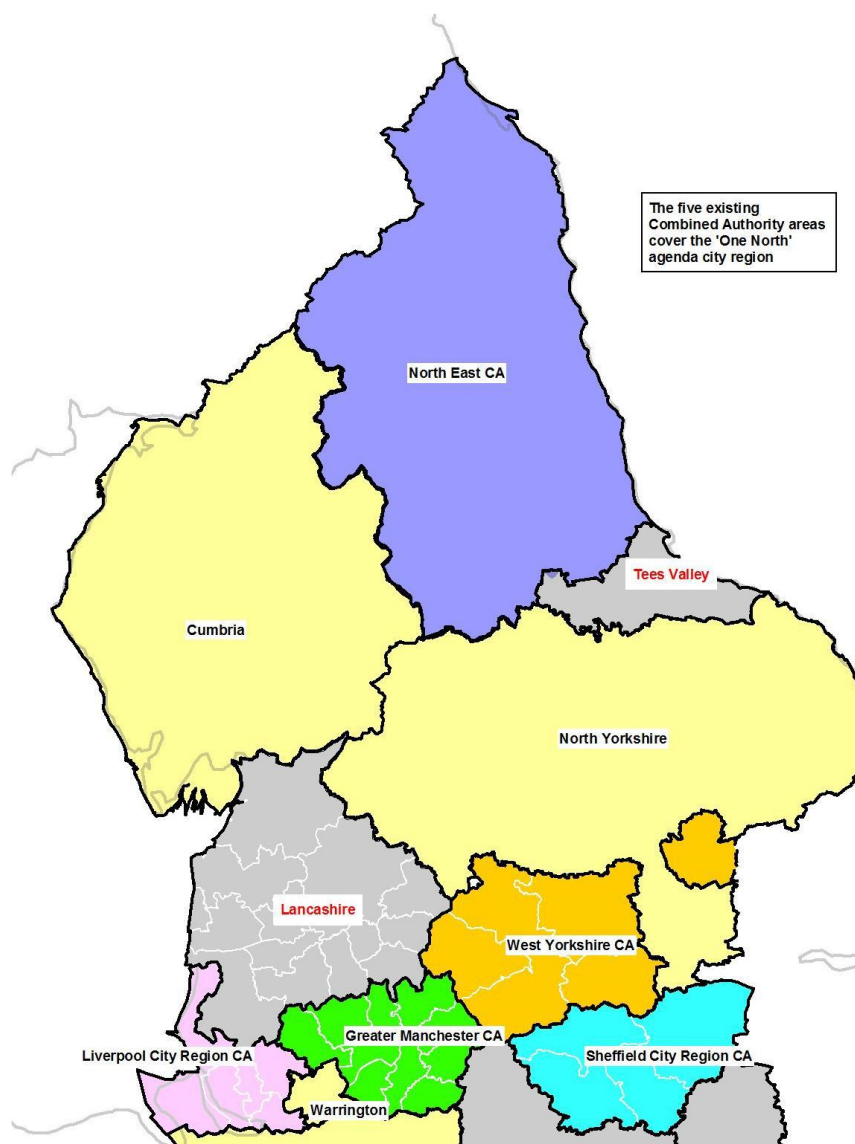 The five existing
Combined Authority areas
cover the 'One North'
agenda city region
North East CA
Tees Valley
Cumbria
North Yorkshire
Lancashire
West Yorkshire CA
Greater Manchester CA
Liverpool City Region CA
Sheffield City Region CA
Warrington